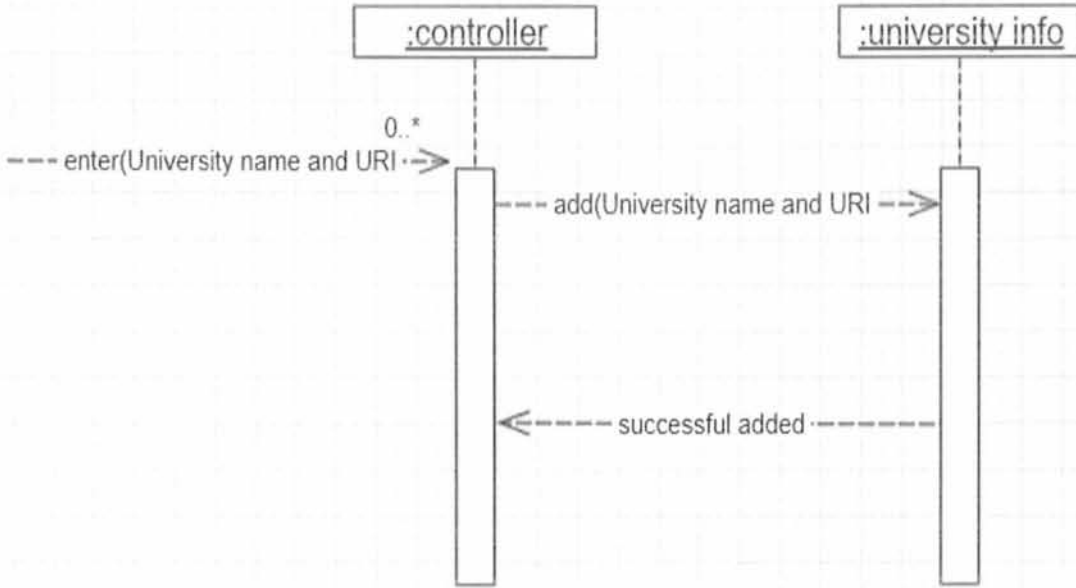 :controller
:university info
0..*
enter(University name and URI
add(University name and URI
successful added